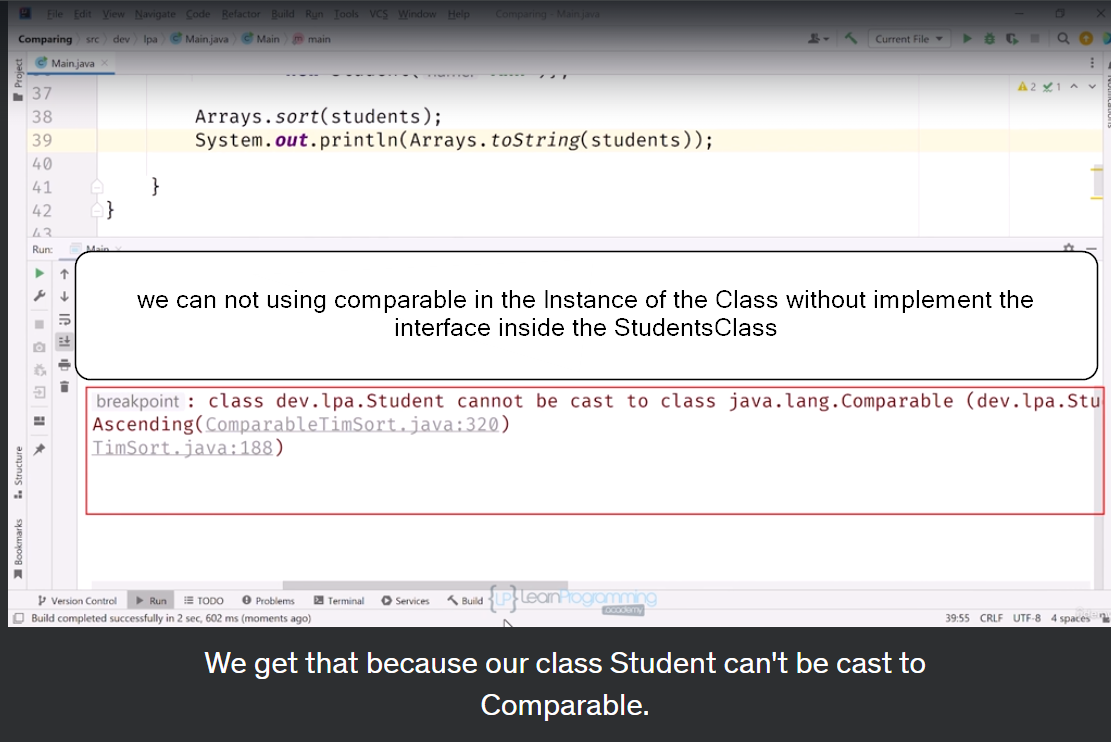 File Edit View Navigate Code Refactor Build Run Tools VCS Window Help Comparing - Main.java
Comparing src dev lpa Main.java Main main Current File
Project Main.java
37 2 1
38 Arrays.sort(students);
39 System.out.println(Arrays.toString(students));
40
41 }
42 }
43
Run: Main
we can not using comparable in the Instance of the Class without implement the
interface inside the StudentsClass
breakpoint : class dev.lpa.Student cannot be cast to class java.lang.Comparable (dev.lpa.Stu
Ascending(ComparableTimSort.java:320)
TimSort.java:188)
Structure
Bookmarks
Version Control Run TODO Problems Terminal Services Build {LP} LearnProgramming
academy
Build completed successfully in 2 sec, 602 ms (moments ago) 39:55 CRLF UTF-8 4 spaces
We get that because our class Student can't be cast to
Comparable.